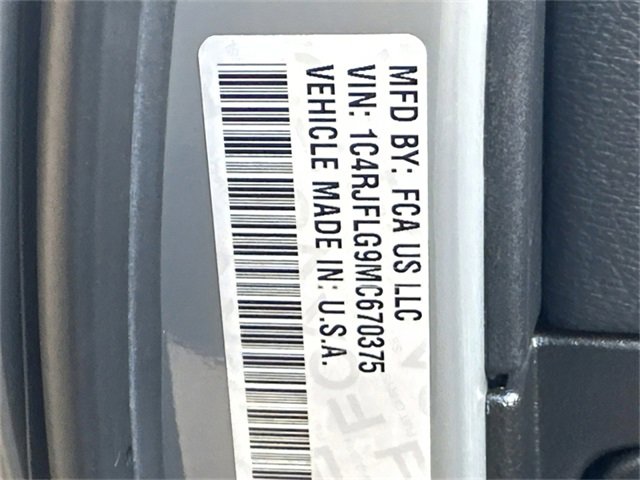 MFD BY: FCA US LLC
VIN: 1C4RJFLG9MC670375
VEHICLE MADE IN: U.S.A.